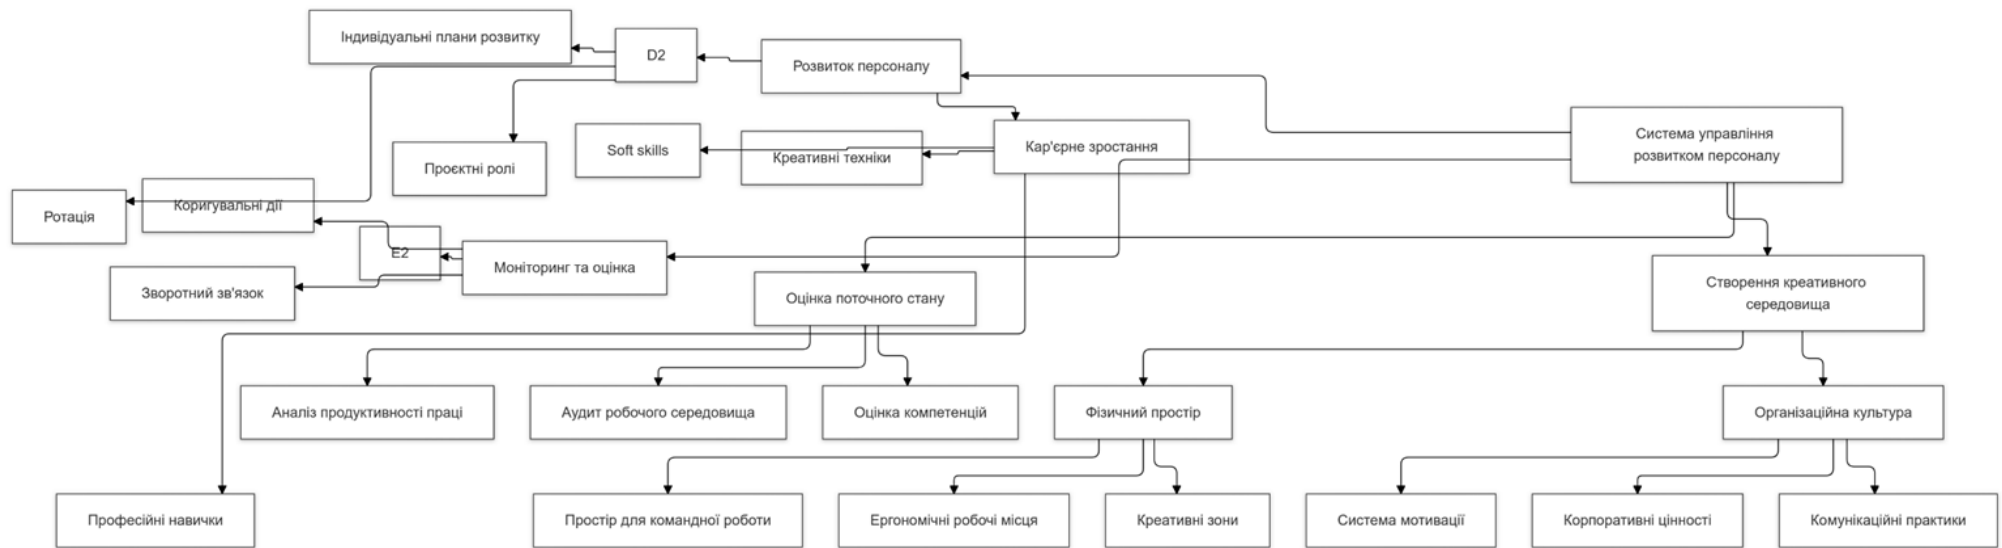 Індивідуальні плани розвитку
D2
Розвиток персоналу
Система управління
розвитком персоналу
Soft skills
Креативні техніки
Кар'єрне зростання
Проєктні ролі
Ротація
Коригувальні дії
E2
Моніторинг та оцінка
Зворотний зв'язок
Оцінка поточного стану
Створення креативного
середовища
Аналіз продуктивності праці
Аудит робочого середовища
Оцінка компетенцій
Фізичний простір
Організаційна культура
Професійні навички
Простір для командної роботи
Ергономічні робочі місця
Креативні зони
Система мотивації
Корпоративні цінності
Комунікаційні практики